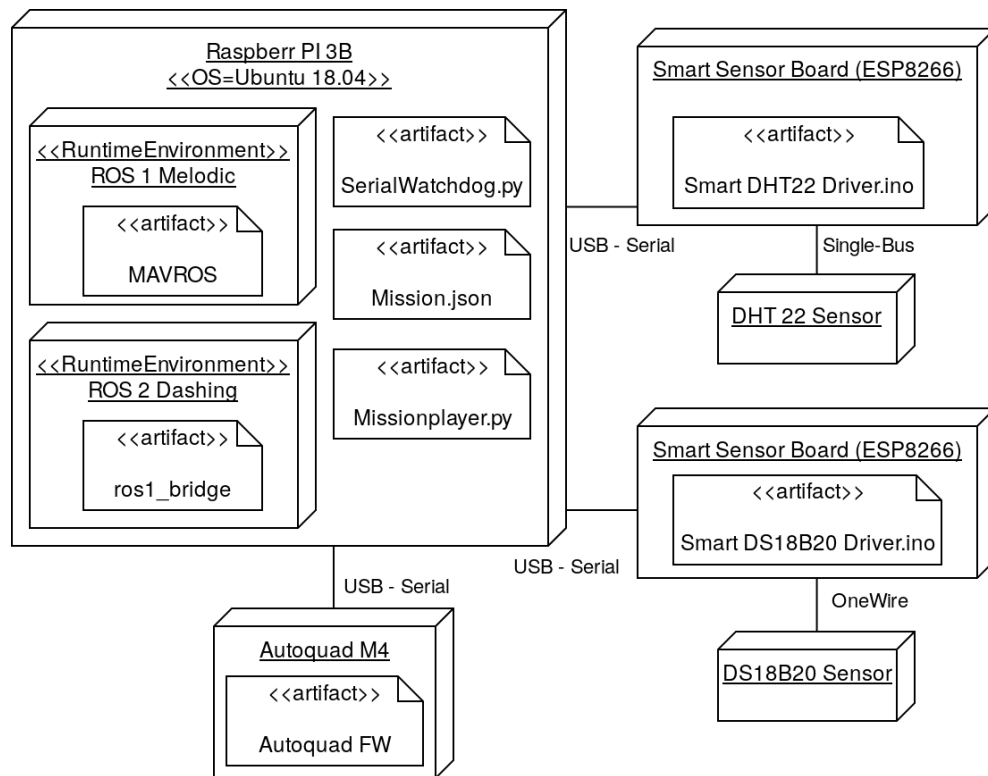 Raspberr PI 3B
<<OS=Ubuntu 18.04>>
<<RuntimeEnvironment>>
ROS 1 Melodic
<<artifact>>
MAVROS
<<RuntimeEnvironment>>
ROS 2 Dashing
<<artifact>>
ros1_bridge
<<artifact>>
SerialWatchdog.py
<<artifact>>
Mission.json
<<artifact>>
Missionplayer.py
USB - Serial
Smart Sensor Board (ESP8266)
<<artifact>>
Smart DHT22 Driver.ino
Single-Bus
DHT 22 Sensor
USB - Serial
Smart Sensor Board (ESP8266)
<<artifact>>
Smart DS18B20 Driver.ino
OneWire
DS18B20 Sensor
USB - Serial
Autoquad M4
<<artifact>>
Autoquad FW